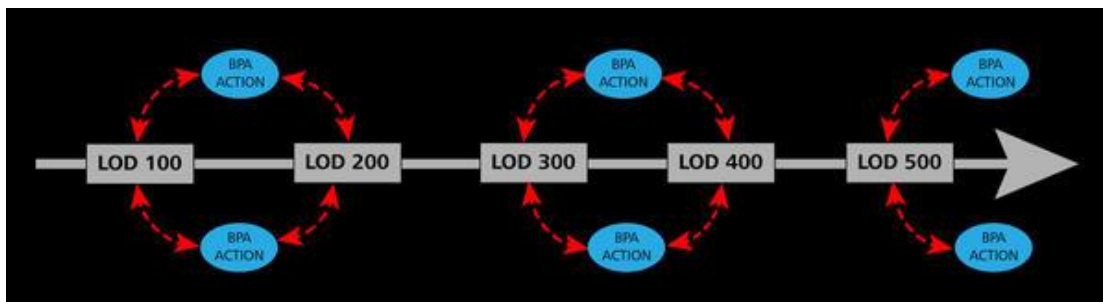 BPA
ACTION
BPA
ACTION
BPA
ACTION
LOD 100
LOD 200
LOD 300
LOD 400
LOD 500
BPA
ACTION
BPA
ACTION
BPA
ACTION